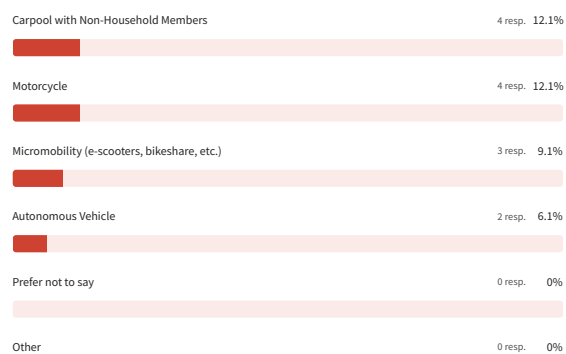 Carpool with Non-Household Members 4 resp. 12.1%
Motorcycle 4 resp. 12.1%
Micromobility (e-scooters, bikeshare, etc.) 3 resp. 9.1%
Autonomous Vehicle 2 resp. 6.1%
Prefer not to say 0 resp. 0%
Other 0 resp. 0%